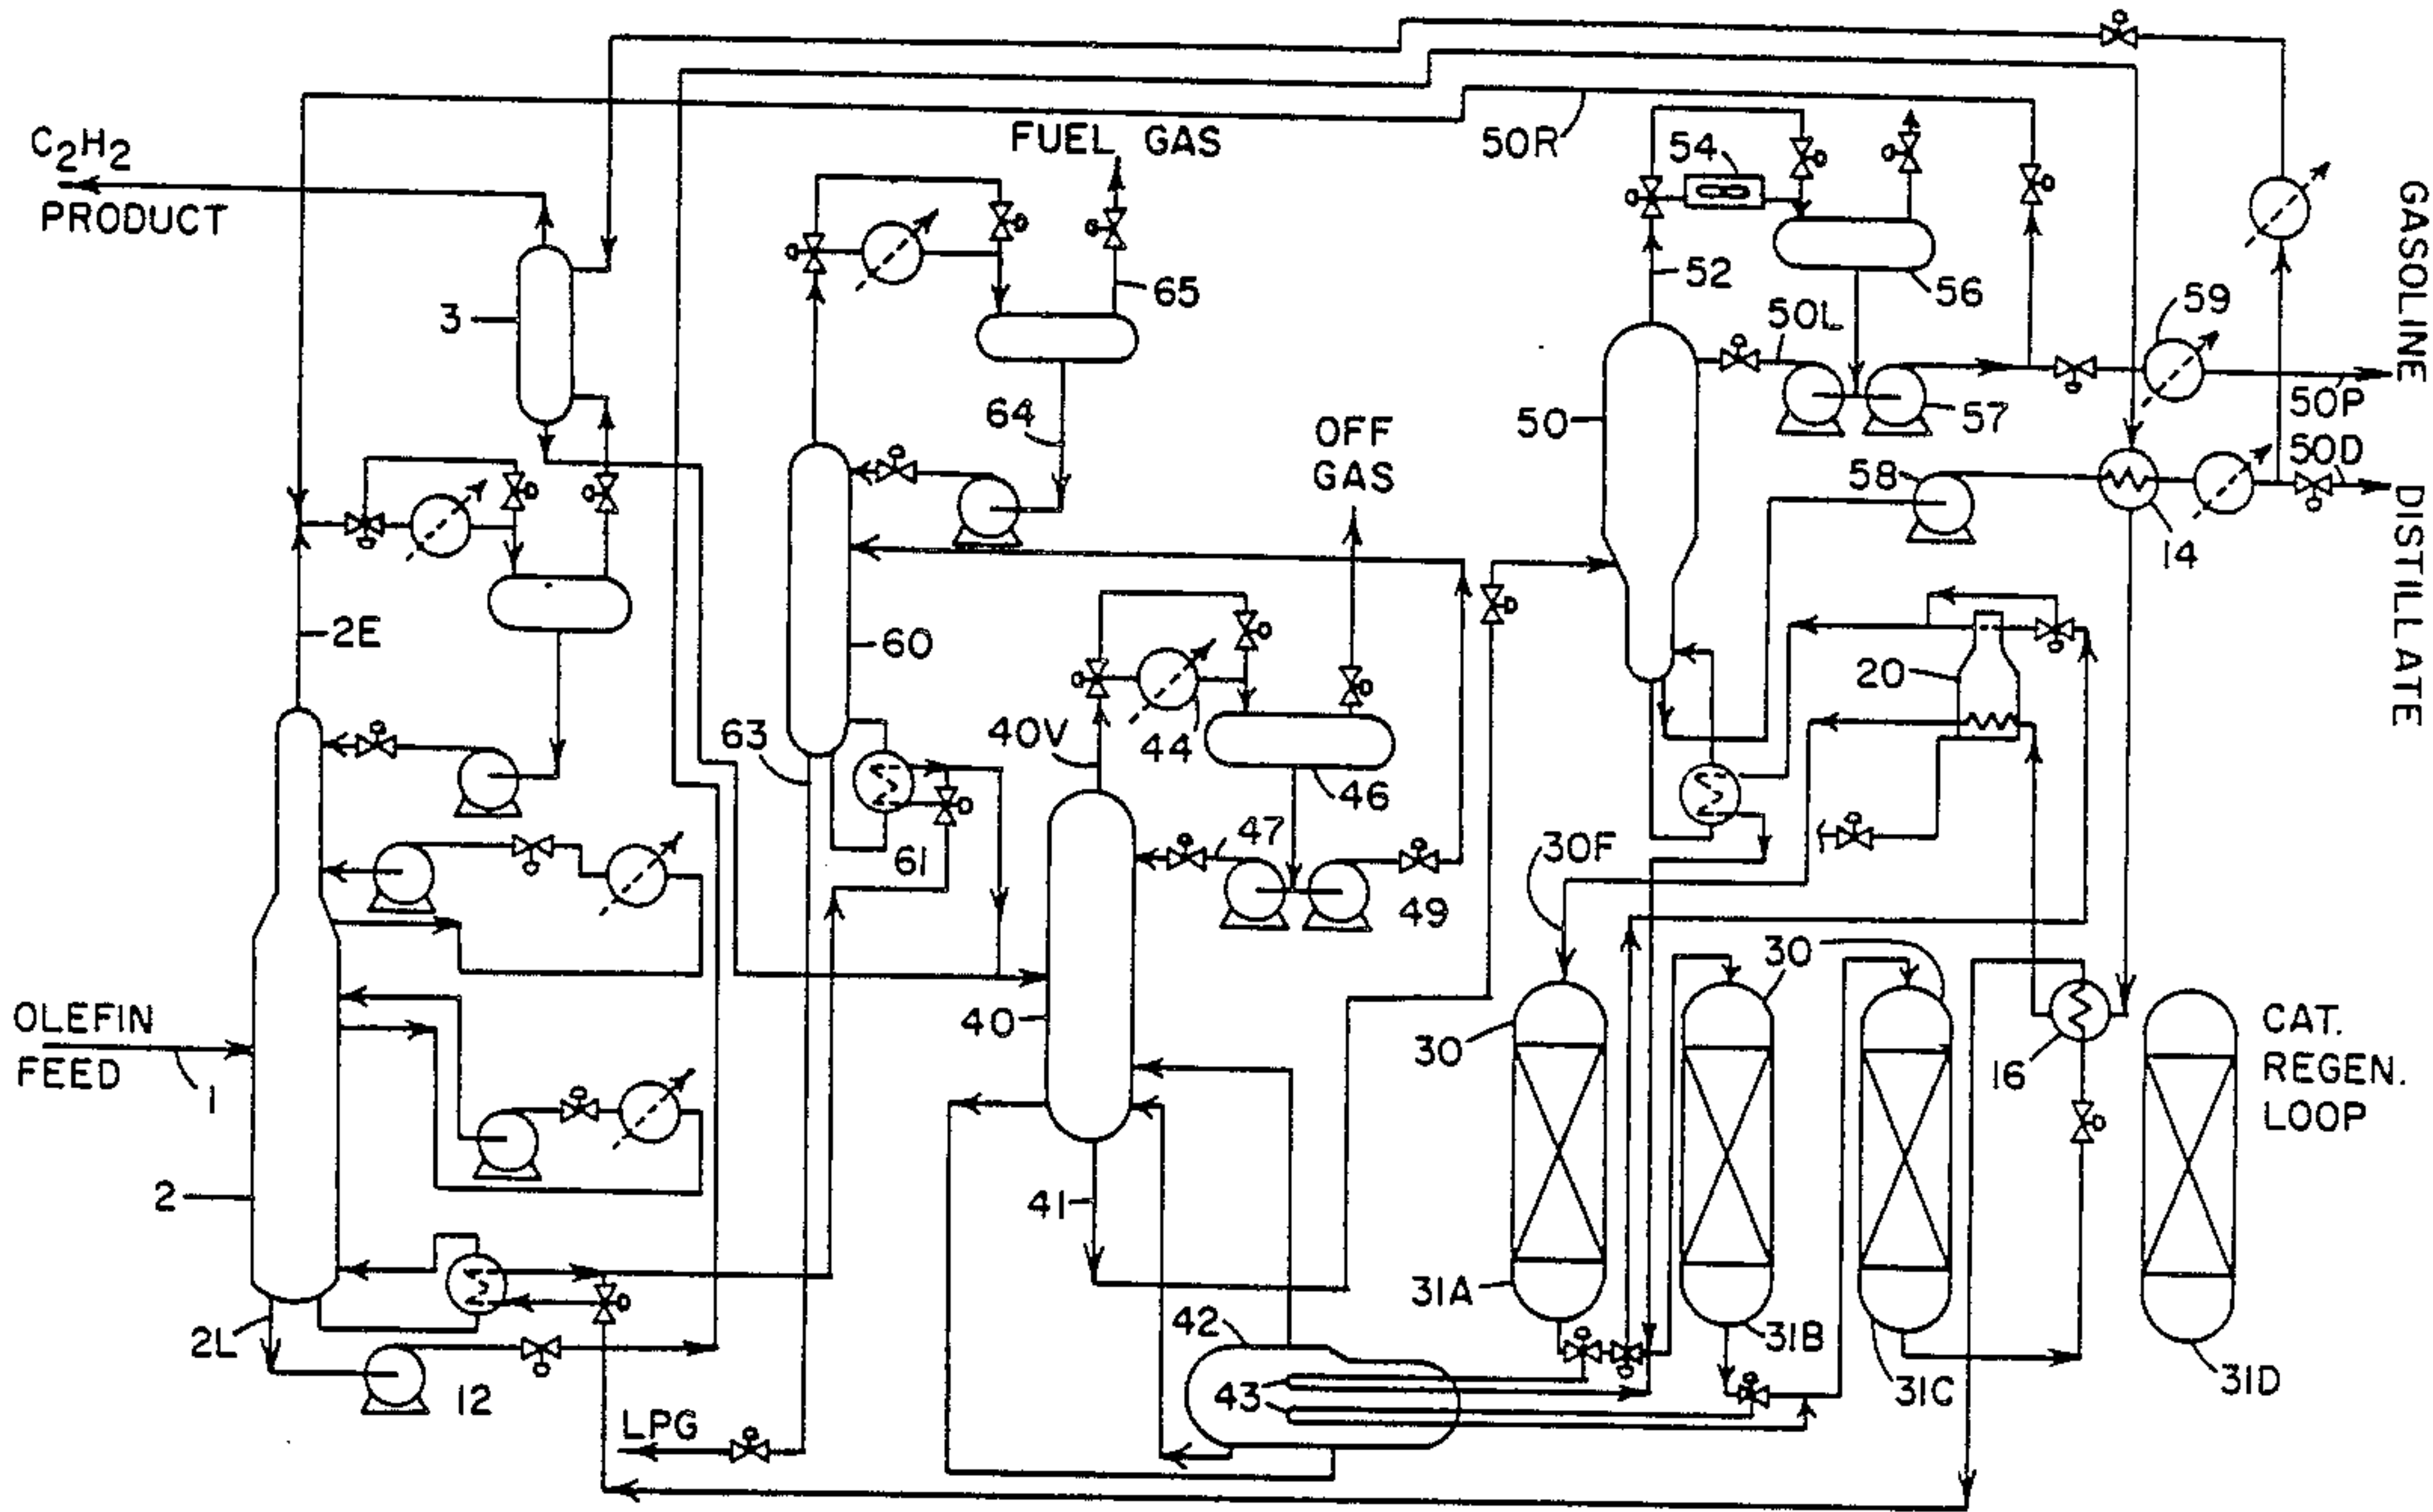 C2H2
PRODUCT
FUEL GAS
50R
54
GASOLINE
3
65
52
56
59
50L
64
50
57
50P
OFF
GAS
58
50D
DISTILLATE
14
2E
60
20
63
40V
44
46
61
47
49
30F
30
OLEFIN
FEED
1
40
30
16
CAT.
REGEN.
LOOP
2
41
31A
42
31B
2L
43
31C
31D
12
LPG